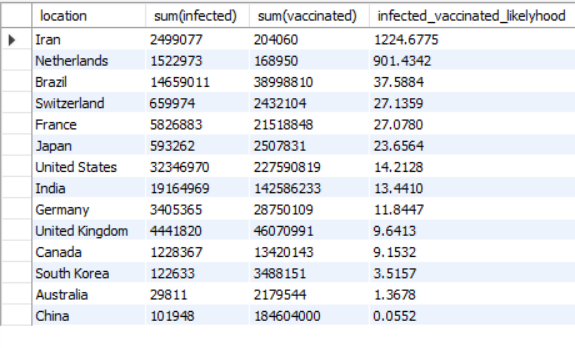 location sum(infected) sum(vaccinated) infected_vaccinated_likelyhood
Iran 2499077 204060 1224.6775
Netherlands 1522973 168950 901.4342
Brazil 14659011 38998810 37.5884
Switzerland 659974 2432104 27.1359
France 5826883 21518848 27.0780
Japan 593262 2507831 23.6564
United States 32346970 227590819 14.2128
India 19164969 142586233 13.4410
Germany 3405365 28750109 11.8447
United Kingdom 4441820 46070991 9.6413
Canada 1228367 13420143 9.1532
South Korea 122633 3488151 3.5157
Australia 29811 2179544 1.3678
China 101948 184604000 0.0552